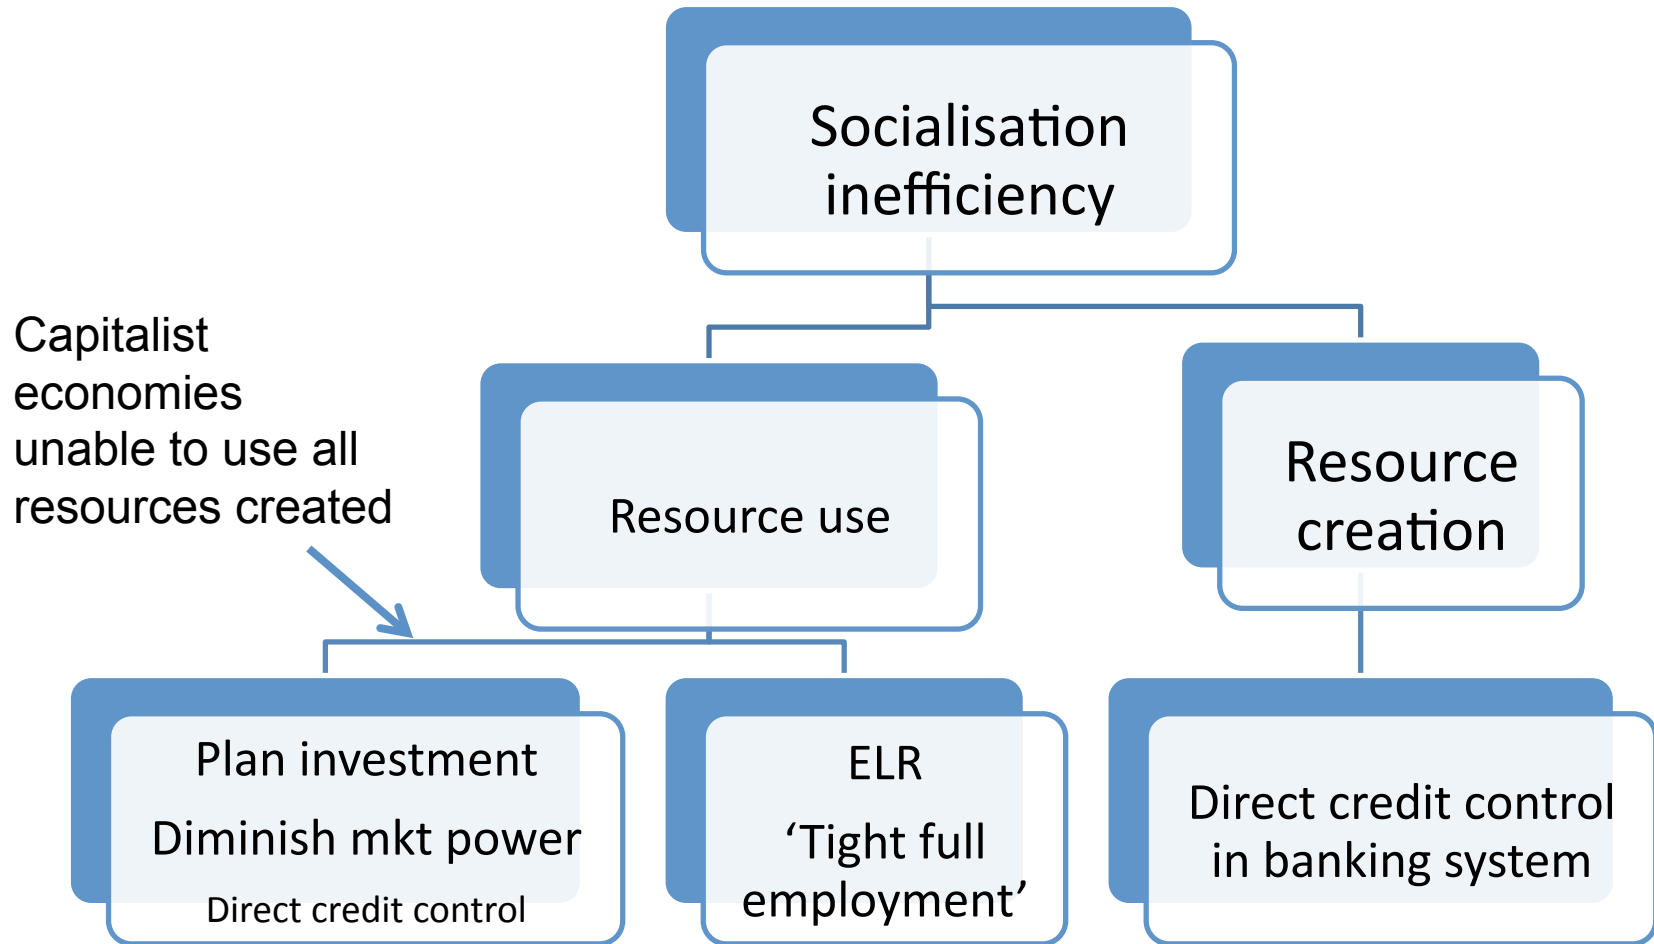 Socialisation
inefficiency
Capitalist
economies
unable to use all
resources created
Resource use
Resource
creation
Plan investment
Diminish mkt power
Direct credit control
ELR
‘Tight full
employment’
Direct credit control
in banking system